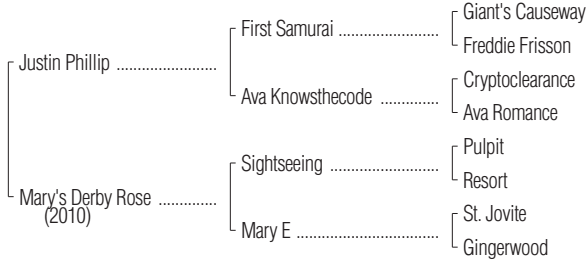 Giant's Causeway
First Samurai ....................
Freddie Frisson
Justin Phillip ....................
Cryptoclearance
Ava Knowsthecode ............
Ava Romance
Pulpit
Sightseeing ......................
Resort
Mary's Derby Rose ............
(2010)
St. Jovite
Mary E .............................
Gingerwood